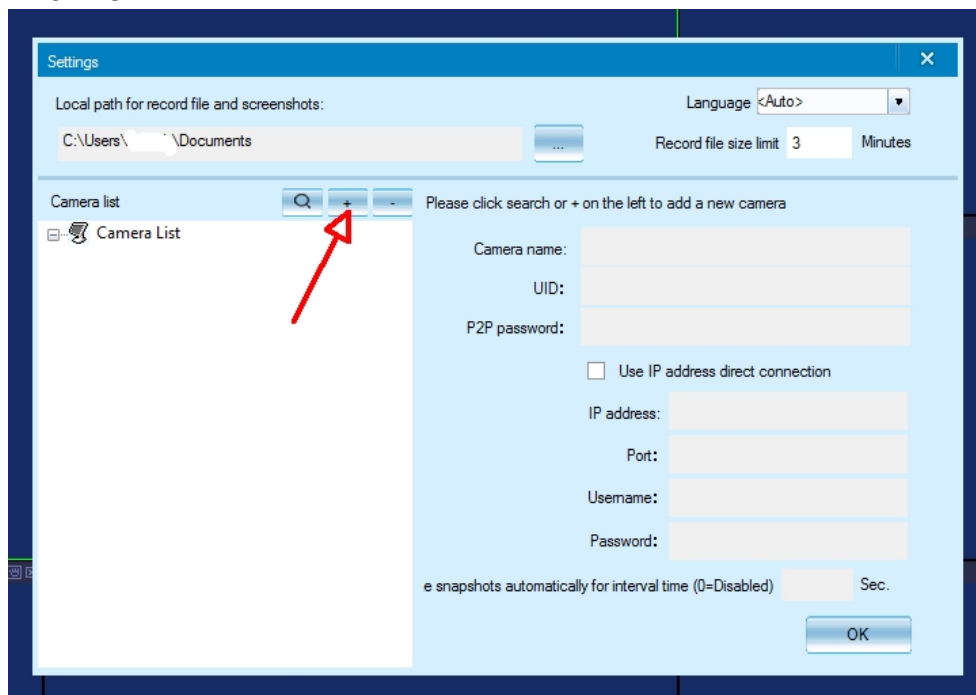 Settings
Local path for record file and screenshots:
Language <Auto>
C:\Users\ \Documents
...
Record file size limit 3 Minutes
Camera list
+ -
Please click search or + on the left to add a new camera
Camera List
Camera name:
UID:
P2P password:
Use IP address direct connection
IP address:
Port:
Username:
Password:
e snapshots automatically for interval time (0=Disabled) Sec.
OK